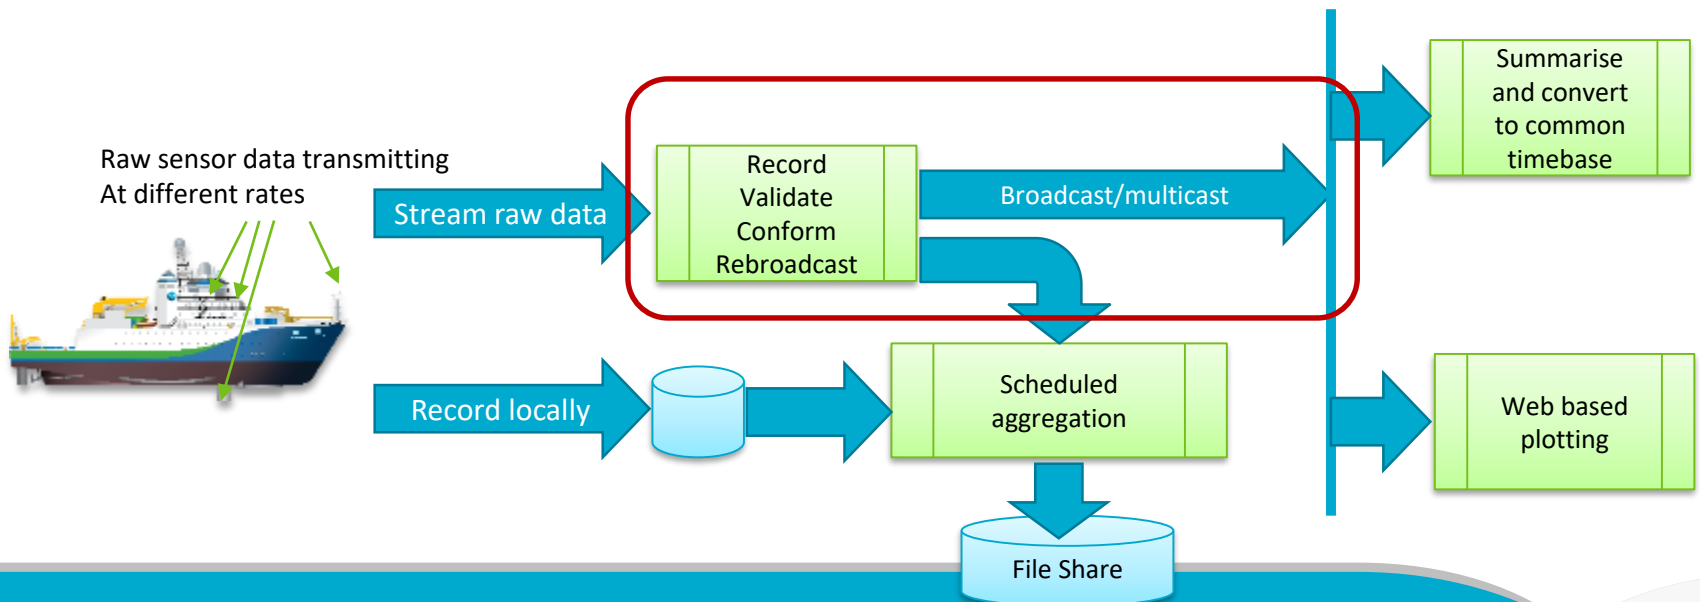 Raw sensor data transmitting
At different rates
Stream raw data
Record
Validate
Conform
Rebroadcast
Broadcast/multicast
Summarise
and convert
to common
timebase
Record locally
Scheduled
aggregation
Web based
plotting
File Share